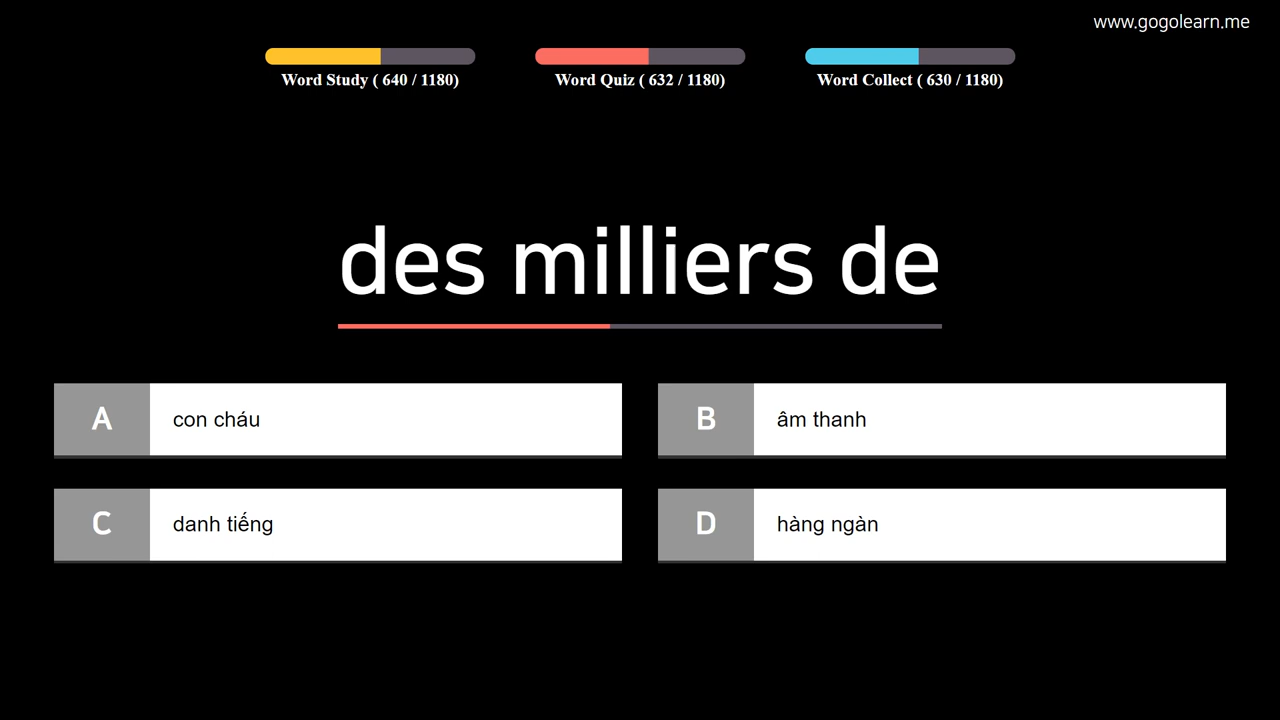 www.gogolearn.me
Word Study ( 640 / 1180)
Word Quiz ( 632 / 1180)
Word Collect ( 630 / 1180)
des milliers de
A con cháu
B âm thanh
C danh tiếng
D hàng ngàn